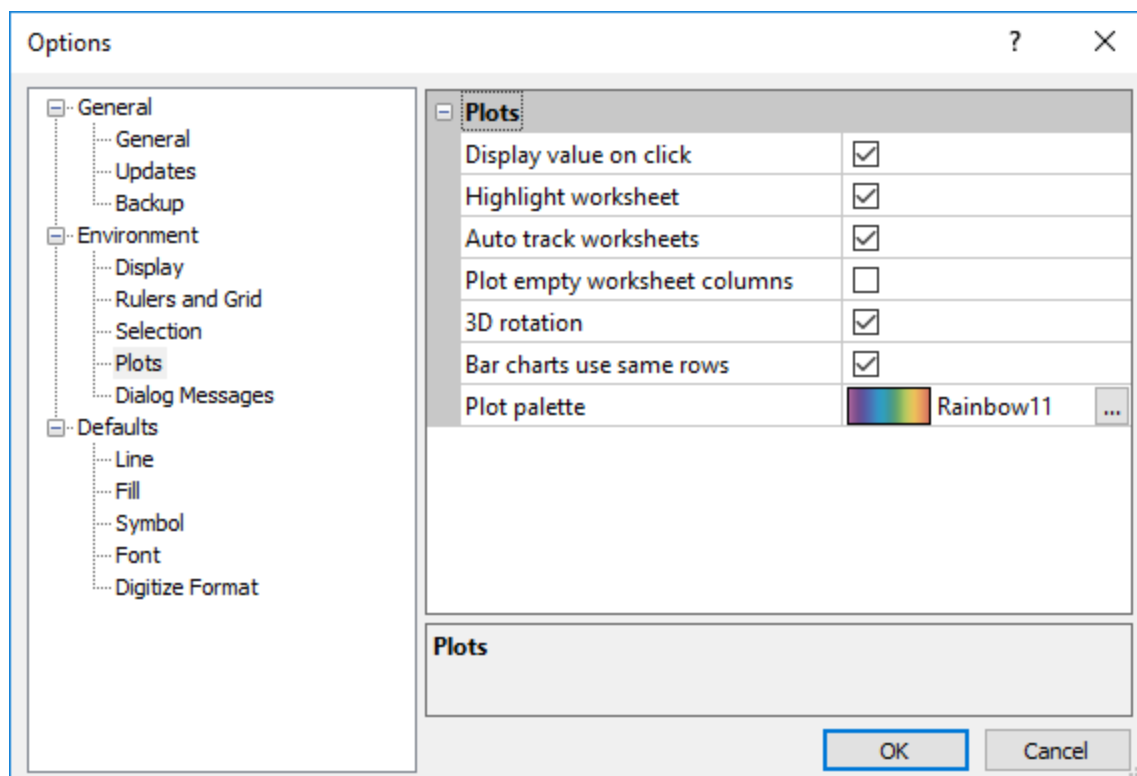 Options
?
General
General
Updates
Backup
Environment
Display
Rulers and Grid
Selection
Plots
Dialog Messages
Defaults
Line
Fill
Symbol
Font
Digitize Format
Plots
Display value on click
Highlight worksheet
Auto track worksheets
Plot empty worksheet columns
3D rotation
Bar charts use same rows
Plot palette Rainbow11 ...
Plots
OK Cancel